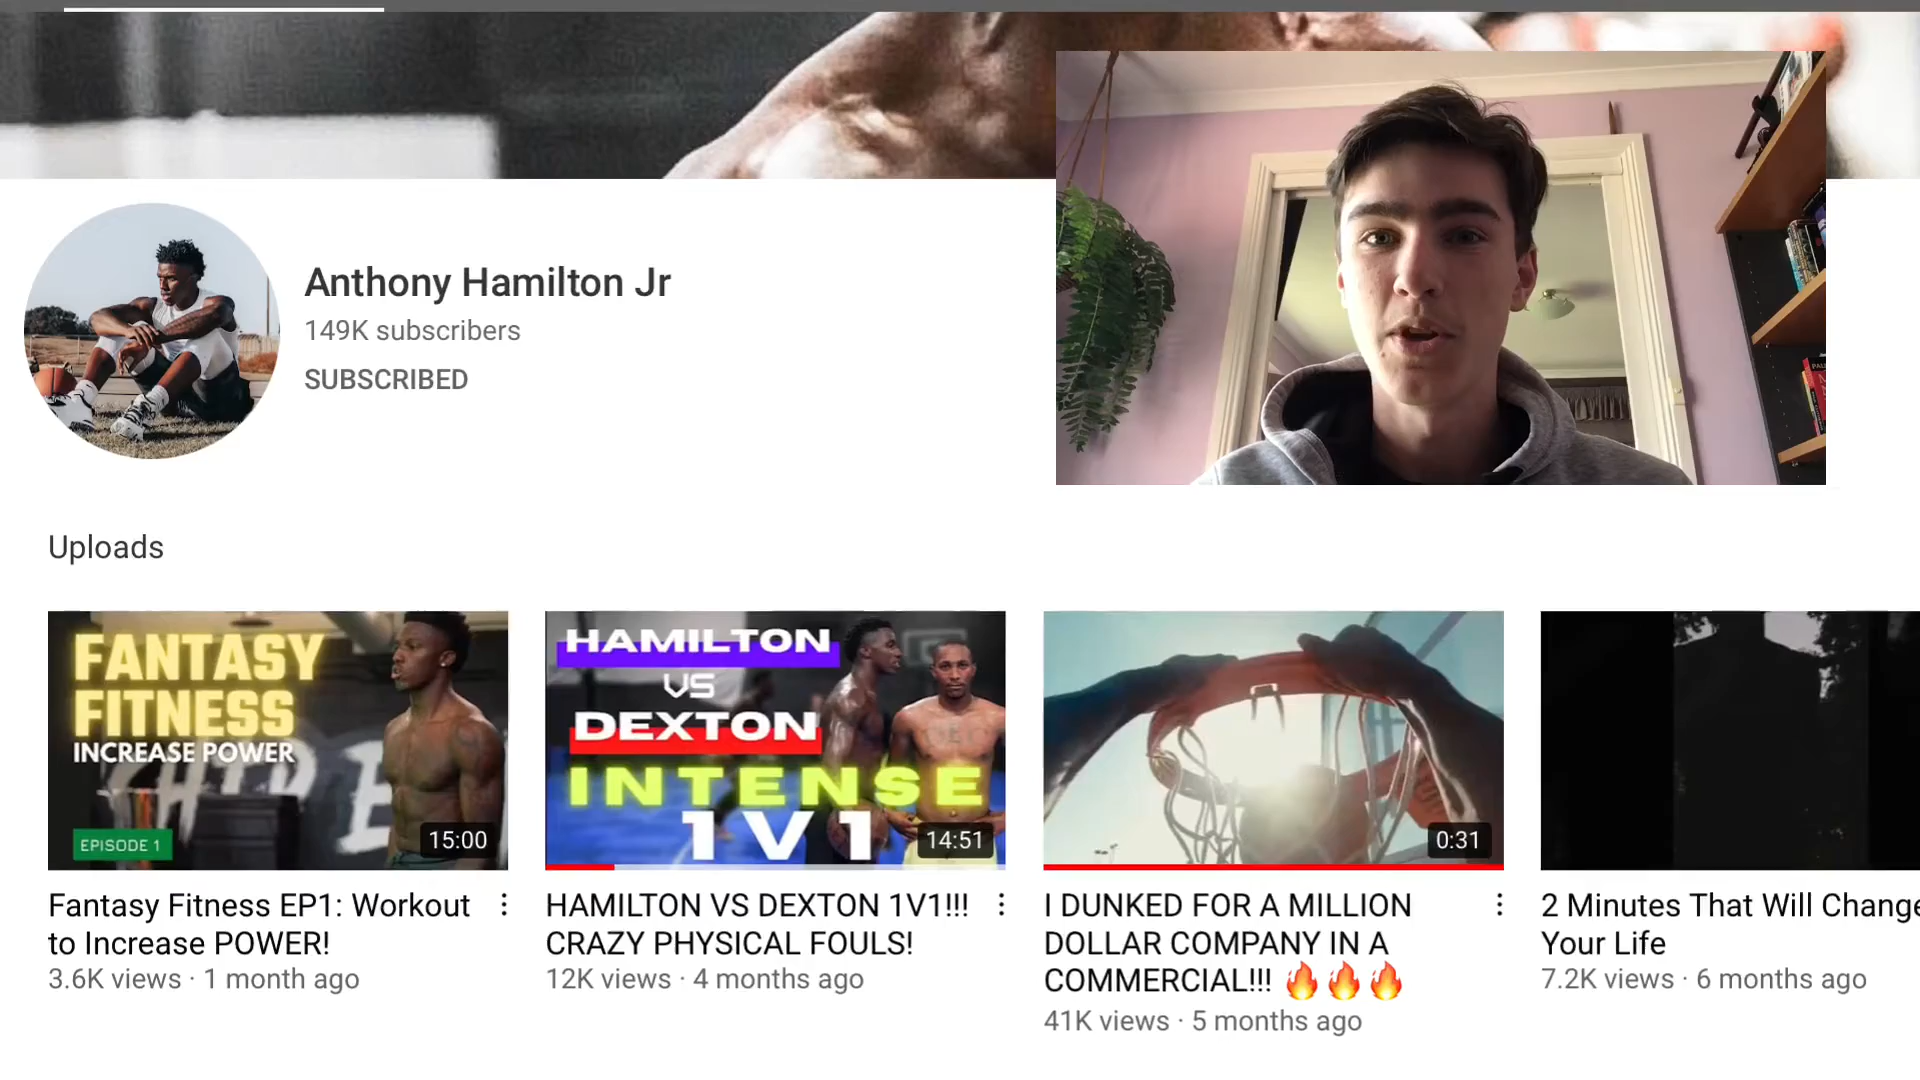 Anthony Hamilton Jr
149K subscribers
SUBSCRIBED
Uploads
FANTASY
FITNESS
INCREASE POWER
EPISODE 1
15:00
HAMILTON
VS
DEXTON
INTENSE
1V1
14:51
0:31
Fantasy Fitness EP1: Workout
to Increase POWER!
3.6K views · 1 month ago
HAMILTON VS DEXTON 1V1!!!
CRAZY PHYSICAL FOULS!
12K views · 4 months ago
I DUNKED FOR A MILLION
DOLLAR COMPANY IN A
COMMERCIAL!!! 🔥🔥🔥
41K views · 5 months ago
2 Minutes That Will Change
Your Life
7.2K views · 6 months ago